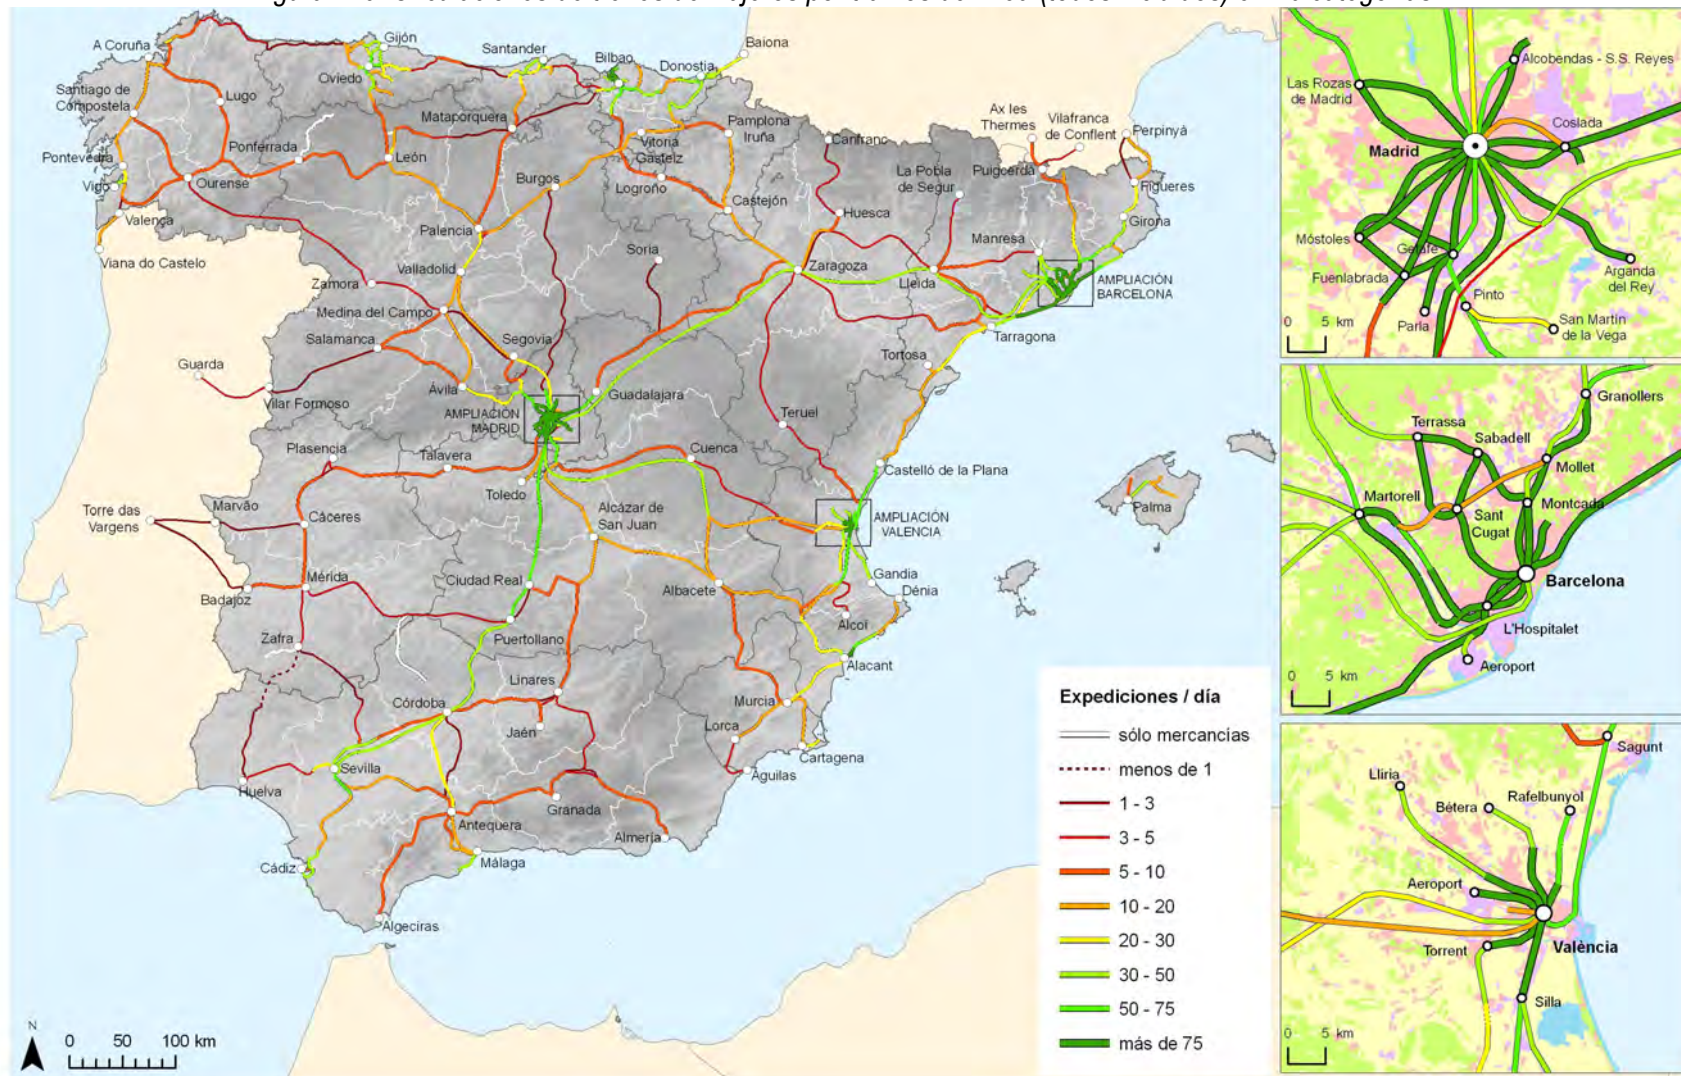 A Coruña
Gijón
Oviedo
Santander
Bilbao
Donostia
Baiona
Santiago de
Compostela
Lugo
Mataporquera
Pamplona
Iruña
Vitoria
Gasteiz
Ax les
Thermes
Vilafranca
de Conflent
Perpinyà
Canfranc
Pontevedra
Ponferrada
León
Burgos
Logroño
La Pobla
de Segur
Puigcerdà
Figueres
Vigo
Ourense
Castejón
Huesca
Girona
Valença
Palencia
Manresa
Viana do Castelo
Valladolid
Soria
Zaragoza
Lleida
AMPLIACIÓN
BARCELONA
Zamora
Medina del Campo
Salamanca
Segovia
Tarragona
Guarda
Tortosa
Vilar Formoso
Ávila
Guadalajara
AMPLIACIÓN
MADRID
Teruel
Plasencia
Talavera
Cuenca
Castelló de la Plana
Toledo
Torre das
Vargens
Marvão
Cáceres
Alcázar de
San Juan
AMPLIACIÓN
VALENCIA
Palma
Badajoz
Mérida
Ciudad Real
Albacete
Gandia
Dénia
Alcoi
Zafra
Puertollano
Alacant
Linares
Córdoba
Murcia
Jaén
Lorca
Cartagena
Sevilla
Águilas
Huelva
Granada
Antequera
Almería
Cádiz
Málaga
Algeciras
N
0 50 100 km
Expediciones / día
sólo mercancías
menos de 1
1 - 3
3 - 5
5 - 10
10 - 20
20 - 30
30 - 50
50 - 75
más de 75
Alcobendas - S.S. Reyes
Las Rozas
de Madrid
Coslada
Madrid
Móstoles
Getafe
Fuenlabrada
Arganda
del Rey
Pinto
Parla
San Martín
de la Vega
0 5 km
Granollers
Terrassa
Sabadell
Mollet
Martorell
Montcada
Sant
Cugat
Barcelona
L'Hospitalet
Aeroport
0 5 km
Sagunt
Lliria
Bétera
Rafelbunyol
Aeroport
Torrent
València
Silla
0 5 km